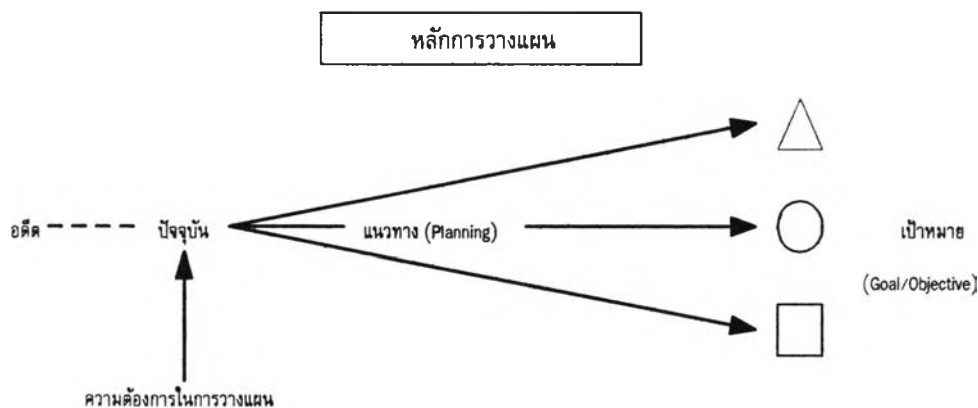 หลักการวางแผน
อดีต ปัจจุบัน แนวทาง (Planning) เป้าหมาย
(Goal/Objective)
ความต้องการในการวางแผน